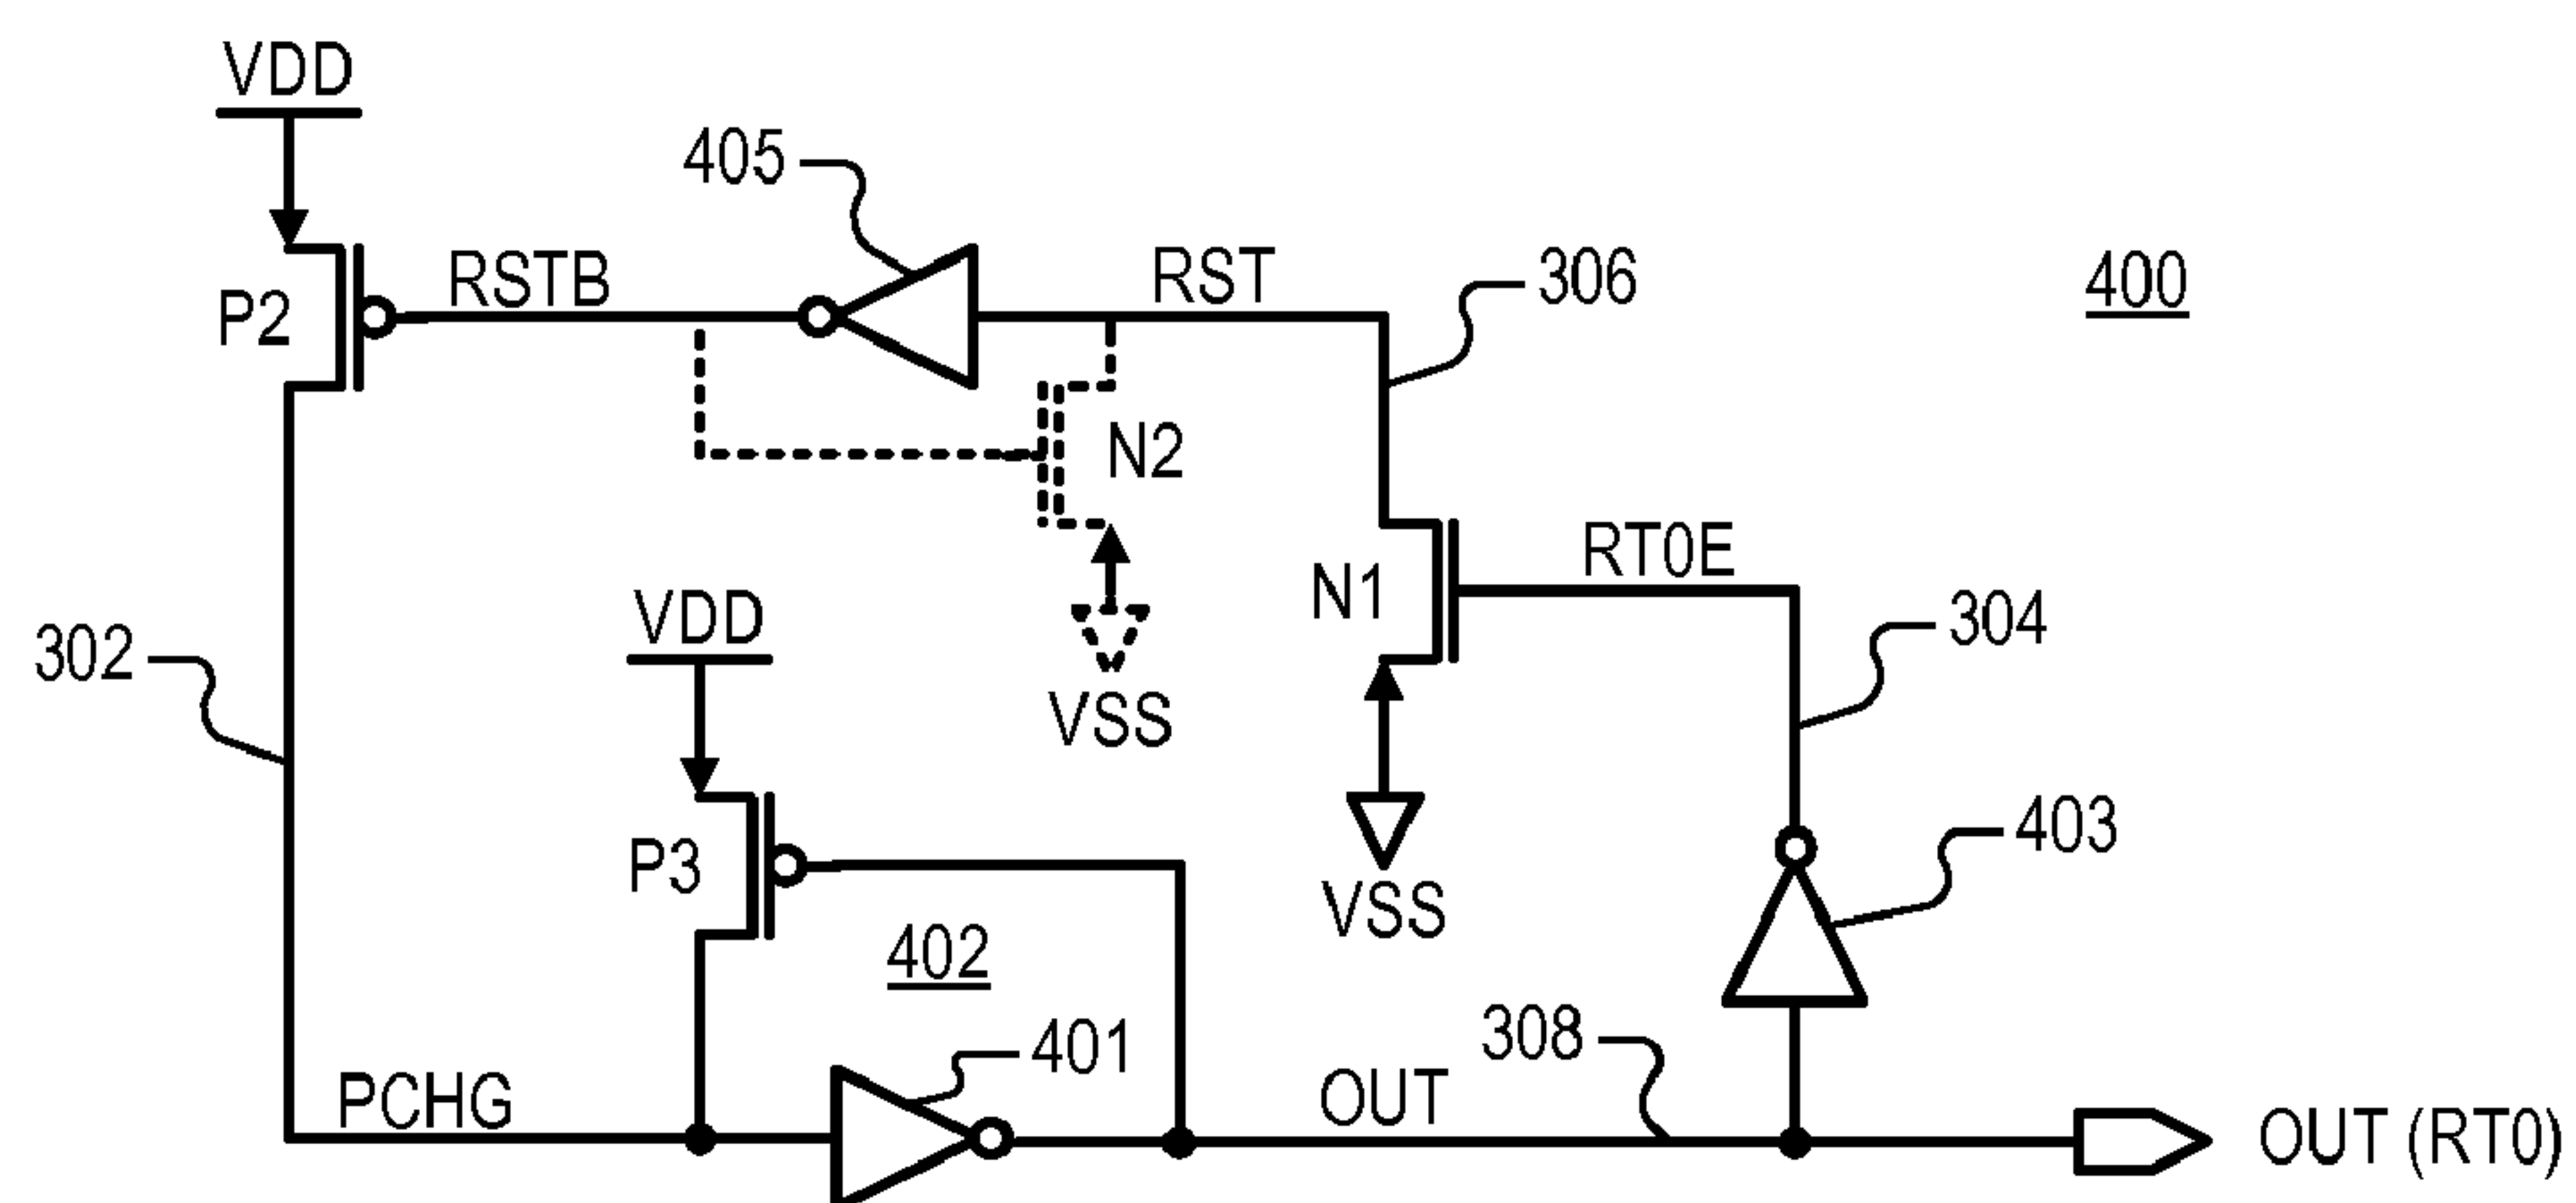 VDD
405
RSTB
RST
306
400
P2
N2
RT0E
N1
VDD
304
302
VSS
403
P3
VSS
402
401
308
PCHG
OUT
OUT (RT0)